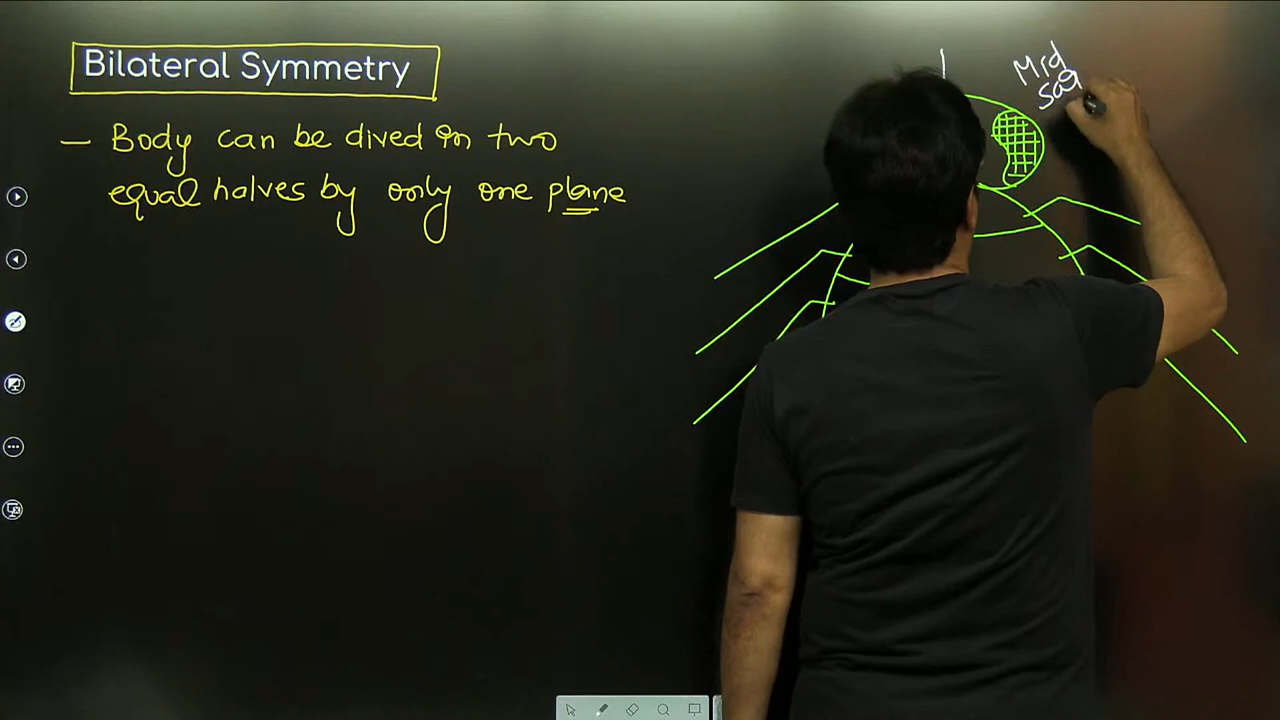 Bilateral Symmetry
— Body can be dived in two
equal halves by only one plane
Mid
sag